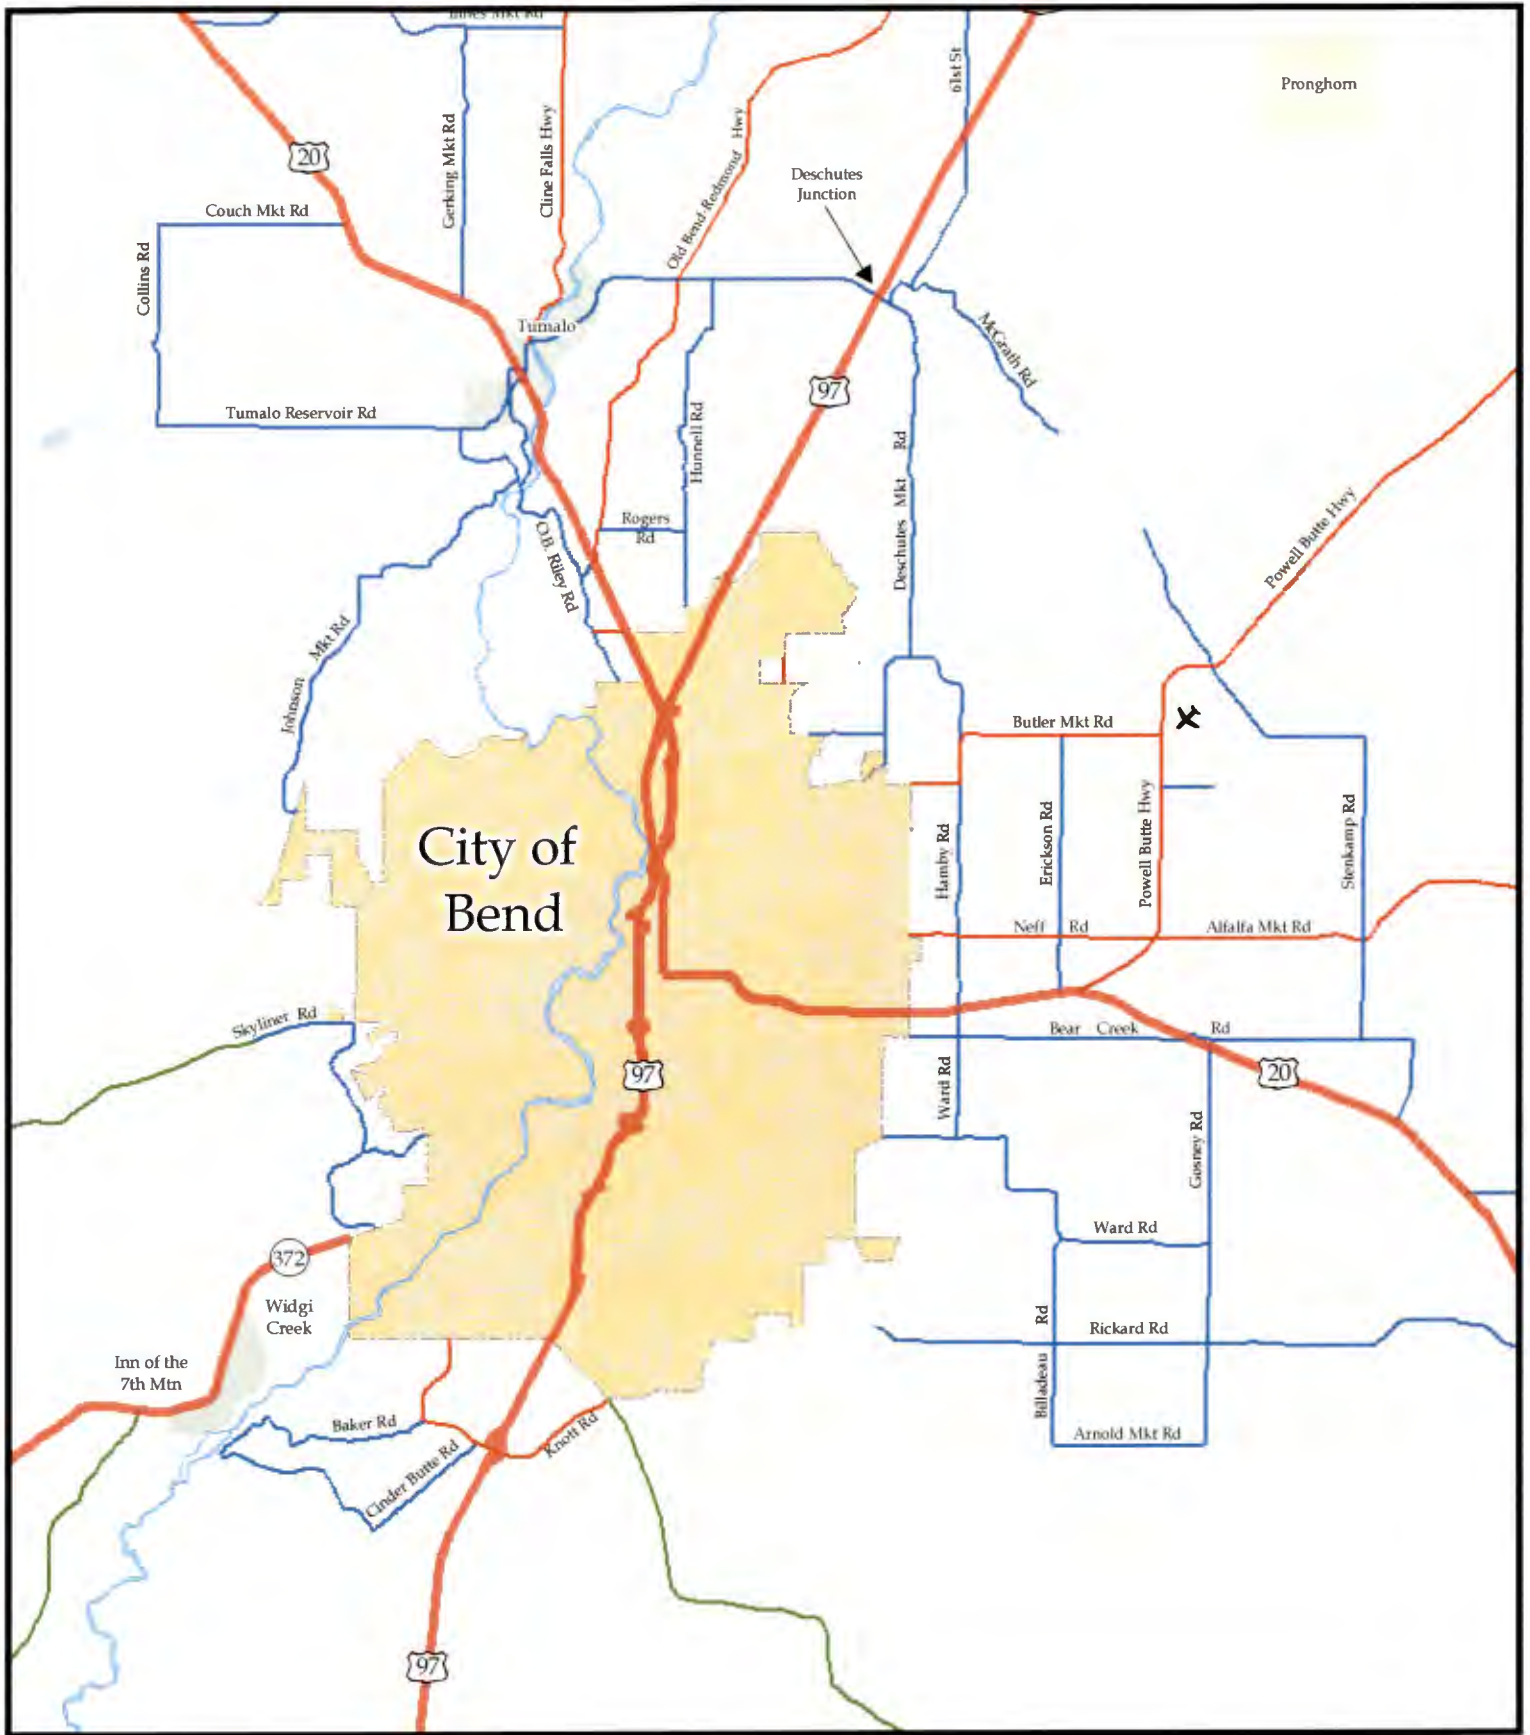 Pronghorn
61st St
20
Gerking Mkt Rd
Cline Falls Hwy
Old Bend-Redmond Hwy
Deschutes
Junction
Couch Mkt Rd
Collins Rd
Tumalo
McGrath Rd
97
Tumalo Reservoir Rd
Hunnell Rd
Deschutes Mkt Rd
Rogers
Rd
O.B. Riley Rd
Powell Butte Hwy
Johnson Mkt Rd
Butler Mkt Rd
City of
Bend
Hamby Rd
Erickson Rd
Powell Butte Hwy
Stenkamp Rd
Neff Rd
Alfalfa Mkt Rd
Skyliner Rd
Bear Creek Rd
97
20
Ward Rd
Gosney Rd
Ward Rd
372
Widgi
Creek
Billadeau Rd
Rickard Rd
Inn of the
7th Mtn
Baker Rd
Knott Rd
Arnold Mkt Rd
Cinder Butte Rd
97